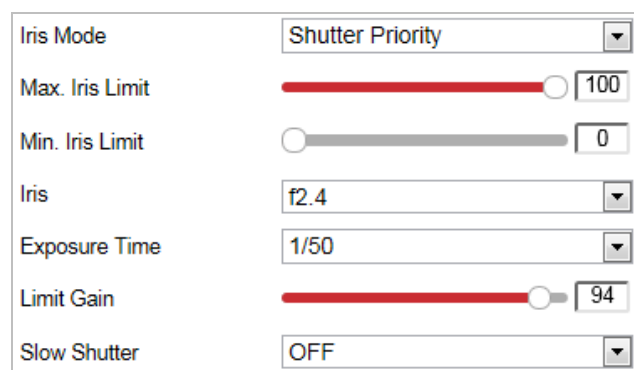 Iris Mode Shutter Priority
Max. Iris Limit 100
Min. Iris Limit 0
Iris f2.4
Exposure Time 1/50
Limit Gain 94
Slow Shutter OFF